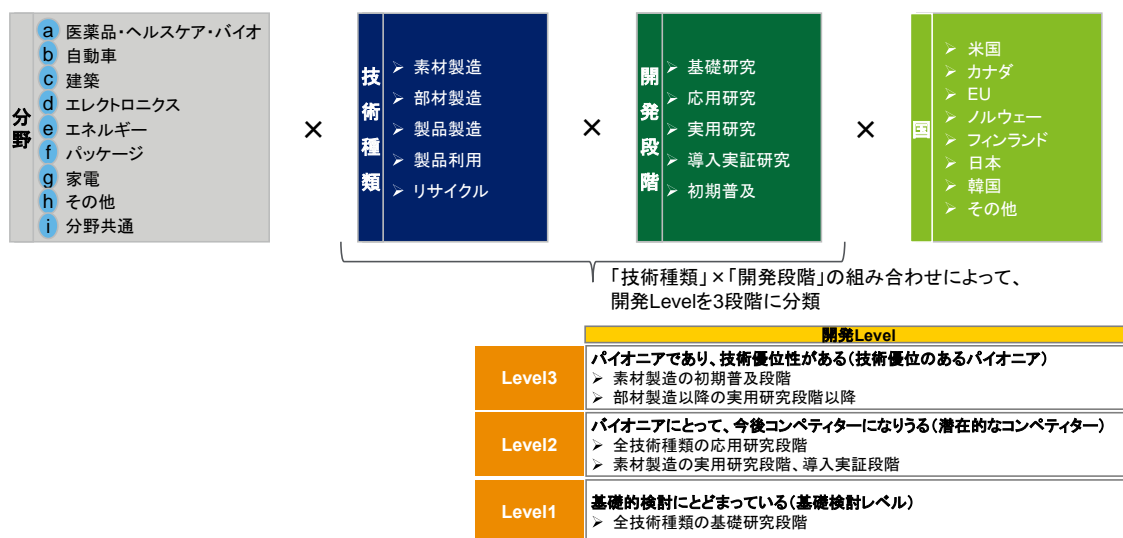 分野
a 医薬品・ヘルスケア・バイオ
b 自動車
c 建築
d エレクトロニクス
e エネルギー
f パッケージ
g 家電
h その他
i 分野共通
×
技術種類
➢ 素材製造
➢ 部材製造
➢ 製品製造
➢ 製品利用
➢ リサイクル
×
開発段階
➢ 基礎研究
➢ 応用研究
➢ 実用研究
➢ 導入実証研究
➢ 初期普及
×
国
➢ 米国
➢ カナダ
➢ EU
➢ ノルウェー
➢ フィンランド
➢ 日本
➢ 韓国
➢ その他
「技術種類」×「開発段階」の組み合わせによって、
開発Levelを3段階に分類
開発Level
Level3
パイオニアであり、技術優位性がある(技術優位のあるパイオニア)
➢ 素材製造の初期普及段階
➢ 部材製造以降の実用研究段階以降
Level2
パイオニアにとって、今後コンペティターになりうる(潜在的なコンペティター)
➢ 全技術種類の応用研究段階
➢ 素材製造の実用研究段階、導入実証段階
Level1
基礎的検討にとどまっている(基礎検討レベル)
➢ 全技術種類の基礎研究段階